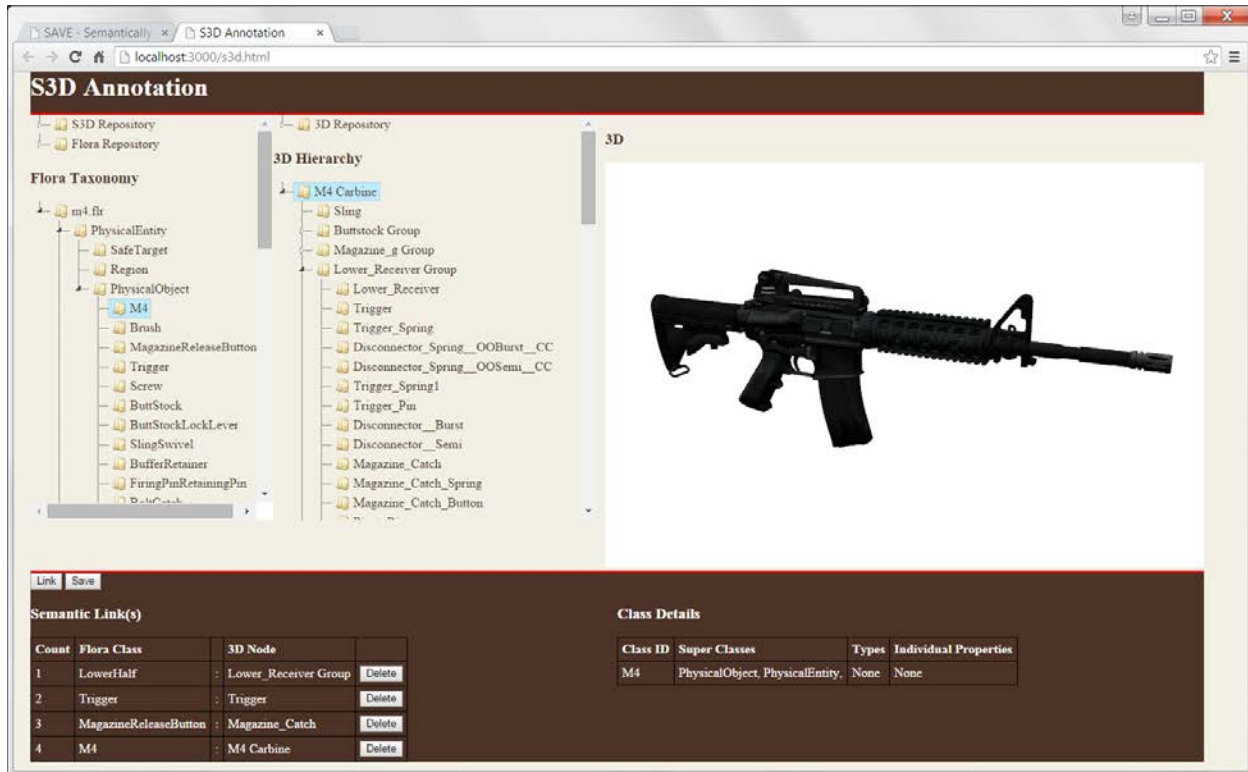 SAVE - Semantically
S3D Annotation
localhost:3000/s3d.html
S3D Annotation
S3D Repository
Flora Repository
Flora Taxonomy
m4.flr
PhysicalEntity
SafeTarget
Region
PhysicalObject
M4
Brush
MagazineReleaseButton
Trigger
Screw
ButtStock
ButtStockLockLever
SlingSwivel
BufferRetainer
FiringPinRetainingPin
BoltCatch
3D Repository
3D Hierarchy
M4 Carbine
Sling
Buttstock Group
Magazine_g Group
Lower_Receiver Group
Lower_Receiver
Trigger
Trigger_Spring
Disconnector_Spring__OOBurst__CC
Disconnector_Spring__OOSemi__CC
Trigger_Spring1
Trigger_Pin
Disconnector__Burst
Disconnector__Semi
Magazine_Catch
Magazine_Catch_Spring
Magazine_Catch_Button
3D
Link Save
Semantic Link(s)
Count Flora Class 3D Node
1 LowerHalf : Lower_Receiver Group Delete
2 Trigger : Trigger Delete
3 MagazineReleaseButton : Magazine_Catch Delete
4 M4 : M4 Carbine Delete
Class Details
Class ID Super Classes Types Individual Properties
M4 PhysicalObject, PhysicalEntity, None None